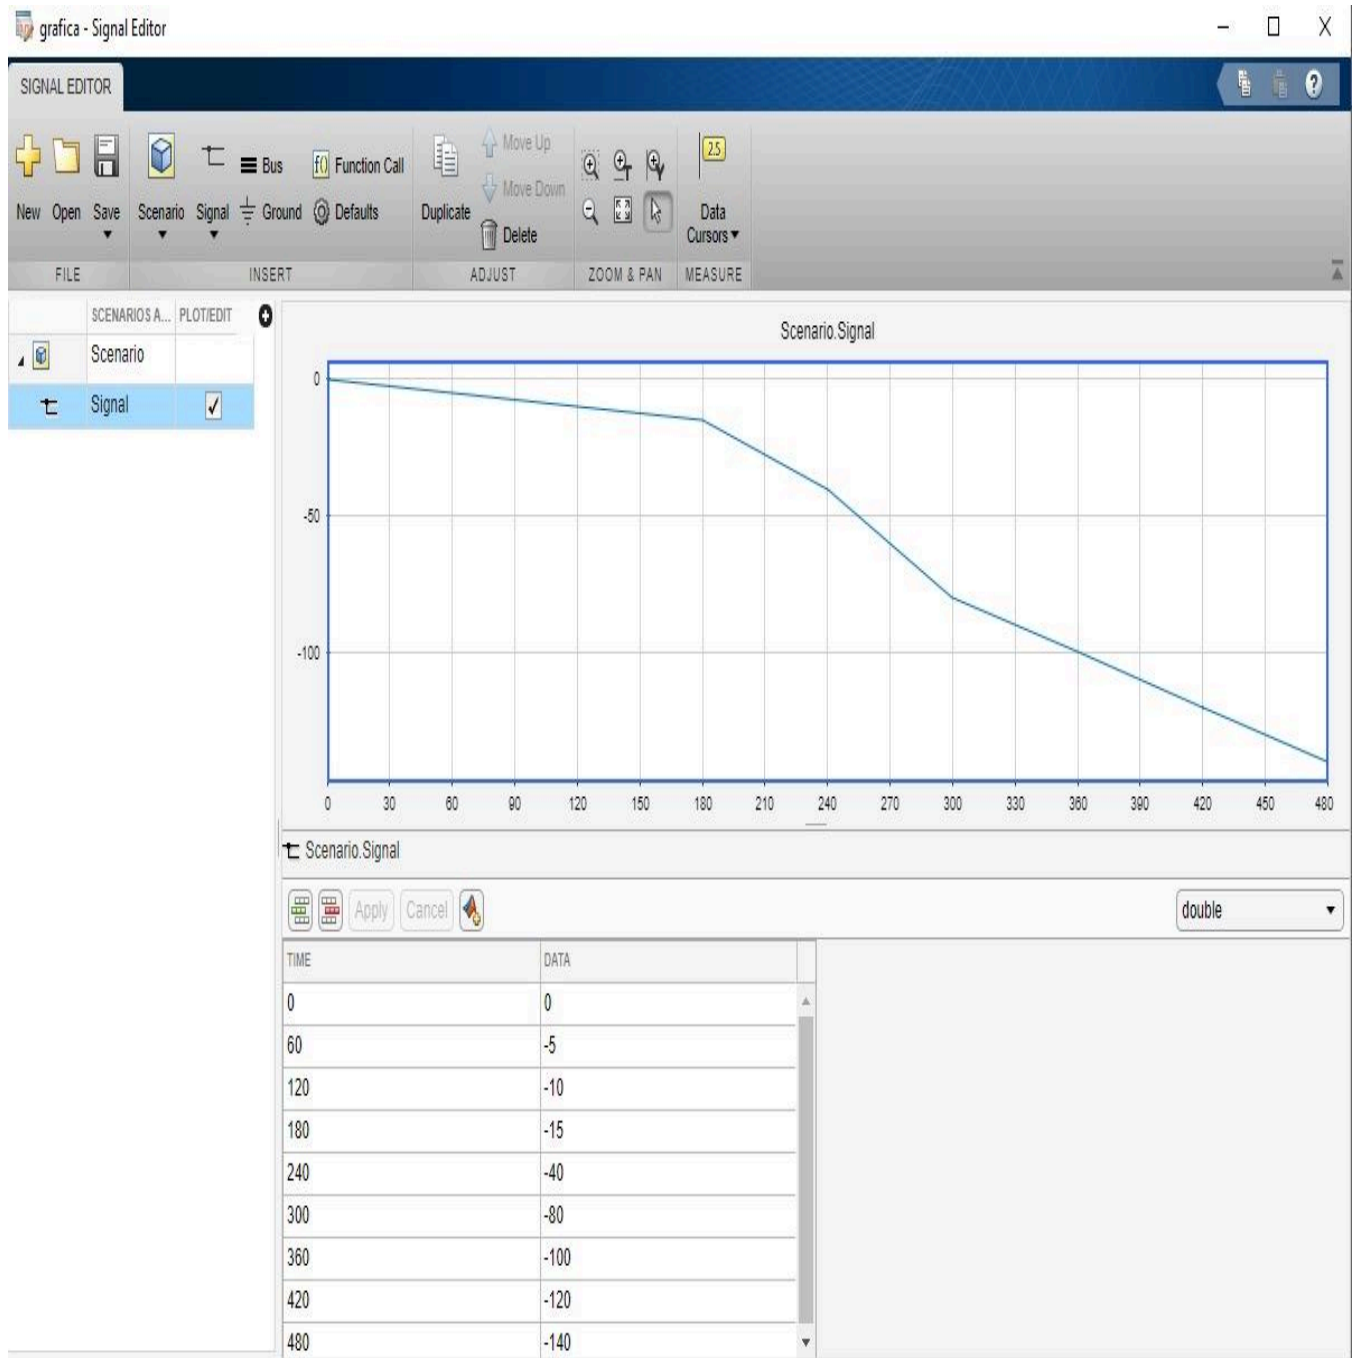 grafica - Signal Editor
SIGNAL EDITOR
New Open Save
FILE
Scenario Signal Bus Ground f() Function Call Defaults
INSERT
Duplicate Move Up Move Down Delete
ADJUST
ZOOM & PAN
2.5
Data Cursors
MEASURE
SCENARIOS A... PLOT/EDIT
Scenario
Signal
Scenario.Signal
0
-50
-100
0 30 60 90 120 150 180 210 240 270 300 330 360 390 420 450 480
Scenario.Signal
Apply Cancel double
TIME DATA
0 0
60 -5
120 -10
180 -15
240 -40
300 -80
360 -100
420 -120
480 -140